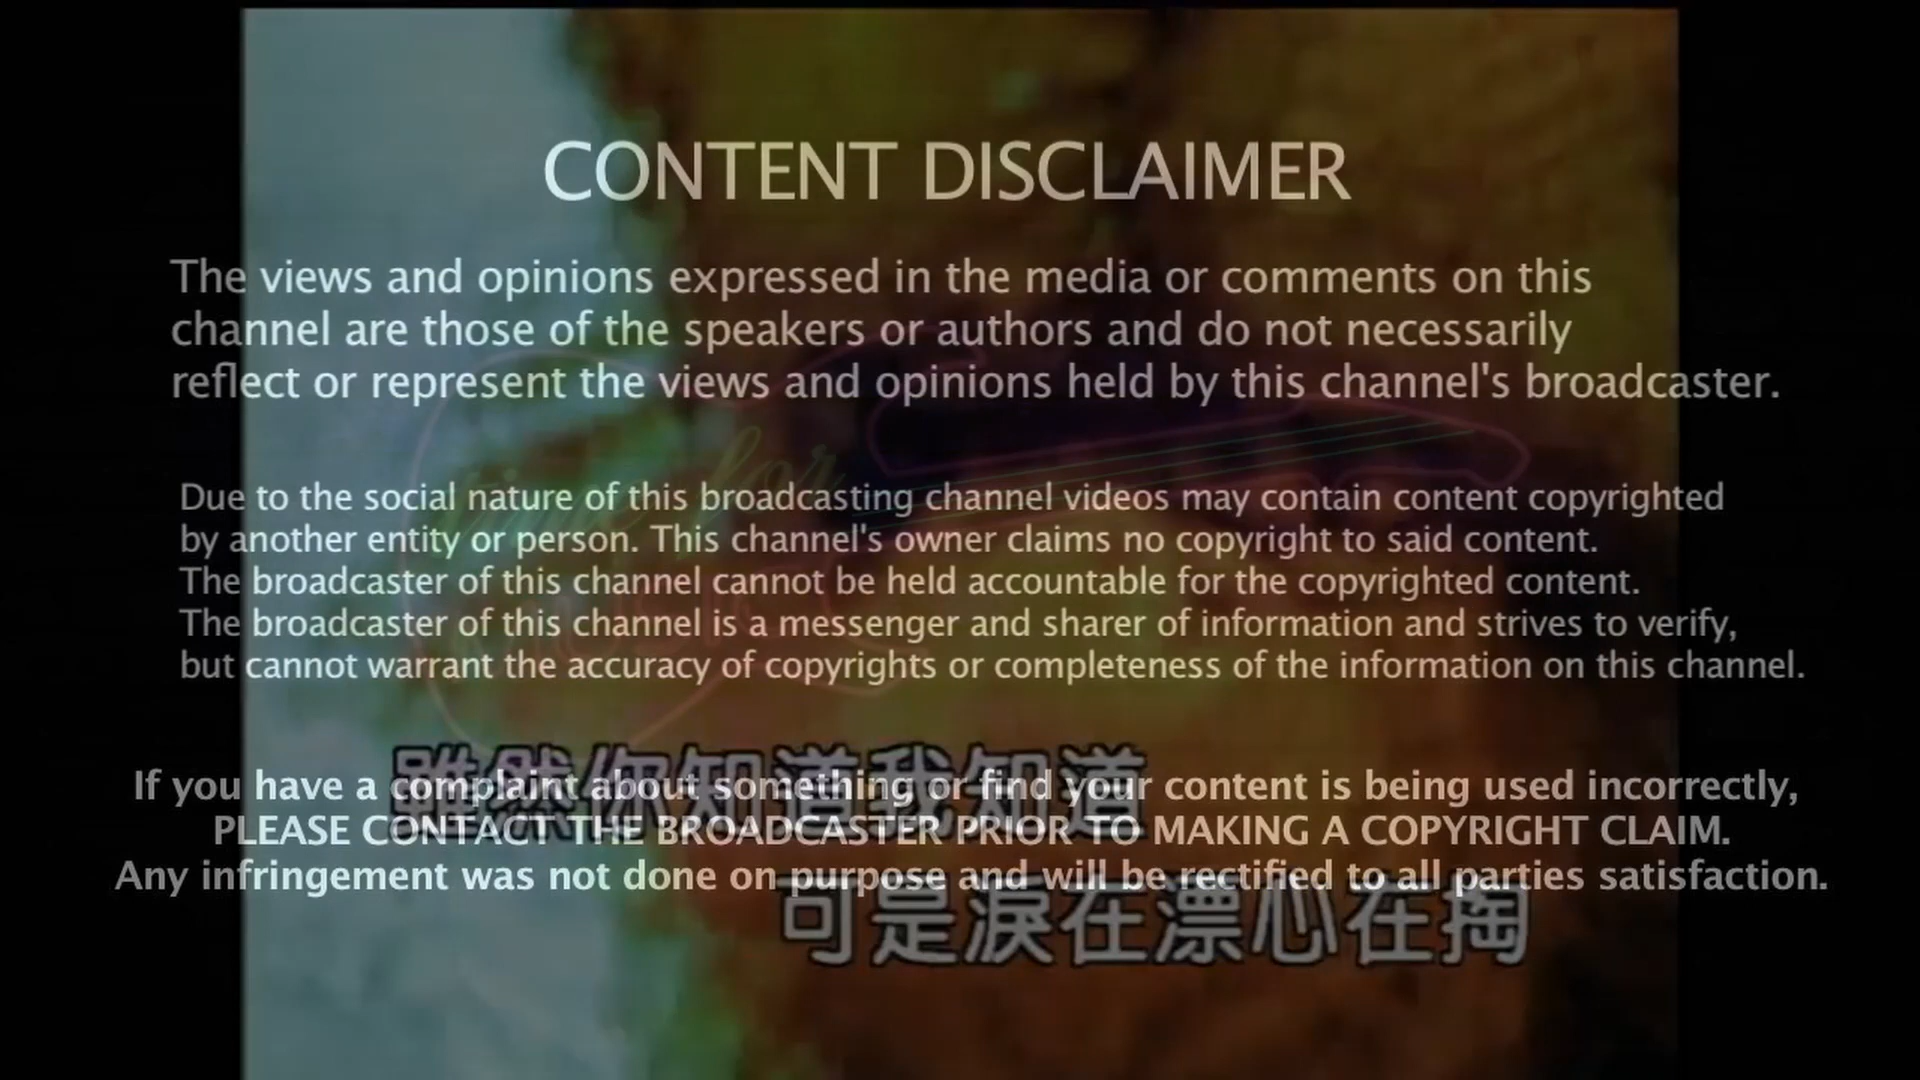 CONTENT DISCLAIMER
The views and opinions expressed in the media or comments on this
channel are those of the speakers or authors and do not necessarily
reflect or represent the views and opinions held by this channel's broadcaster.
Due to the social nature of this broadcasting channel videos may contain content copyrighted
by another entity or person. This channel's owner claims no copyright to said content.
The broadcaster of this channel cannot be held accountable for the copyrighted content.
The broadcaster of this channel is a messenger and sharer of information and strives to verify,
but cannot warrant the accuracy of copyrights or completeness of the information on this channel.
雖然你知道我知道
If you have a complaint about something or find your content is being used incorrectly,
PLEASE CONTACT THE BROADCASTER PRIOR TO MAKING A COPYRIGHT CLAIM.
Any infringement was not done on purpose and will be rectified to all parties satisfaction.
可是淚在漂心在掏